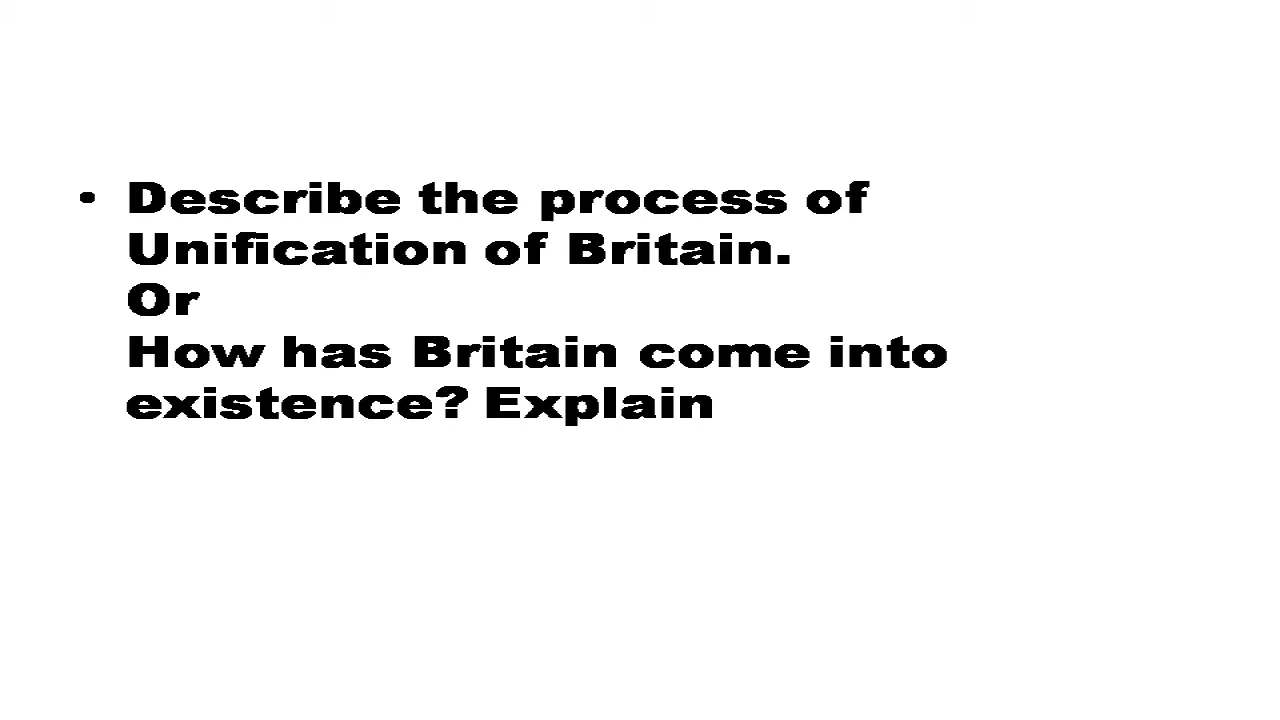 • Describe the process of
Unification of Britain.
Or
How has Britain come into
existence? Explain